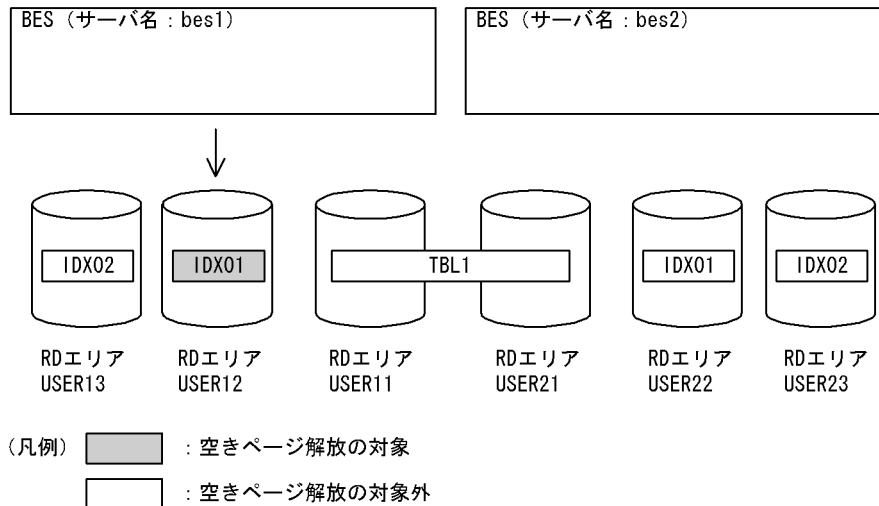 BES（サーバ名：bes1）
BES（サーバ名：bes2）
IDX02
IDX01
TBL1
IDX01
IDX02
RDエリア
USER13
RDエリア
USER12
RDエリア
USER11
RDエリア
USER21
RDエリア
USER22
RDエリア
USER23
（凡例）
：空きページ解放の対象
：空きページ解放の対象外